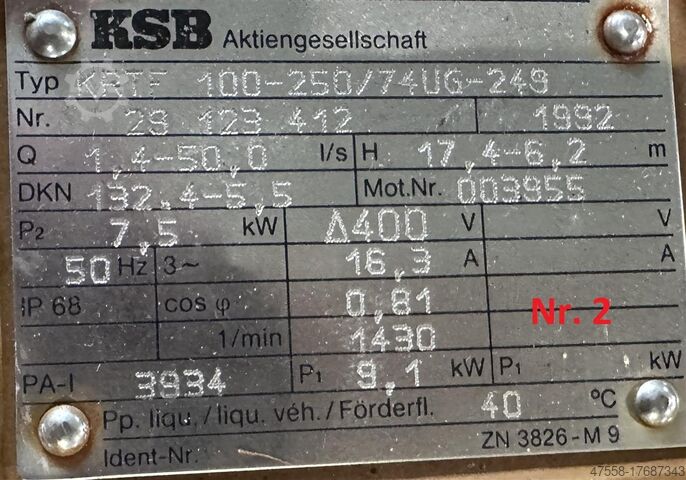 KSB Aktiengesellschaft
Typ KRTF 100-250/74UG-249
Nr. 29 123 412 1992
Q 1,4-50,0 l/s H 17,4-6,2 m
DKN 132.4-5,5 Mot.Nr. 003955
P2 7,5 kW Δ400 V V
50 Hz 3~ 16,3 A A
IP 68 cos φ 0,81
Nr. 2
1/min 1430
PA-I 3934 P1 9,1 kW P1 kW
Pp. liqu. / liqu. véh. / Förderfl. 40 °C
Ident-Nr. ZN 3826-M 9
47558-17687343